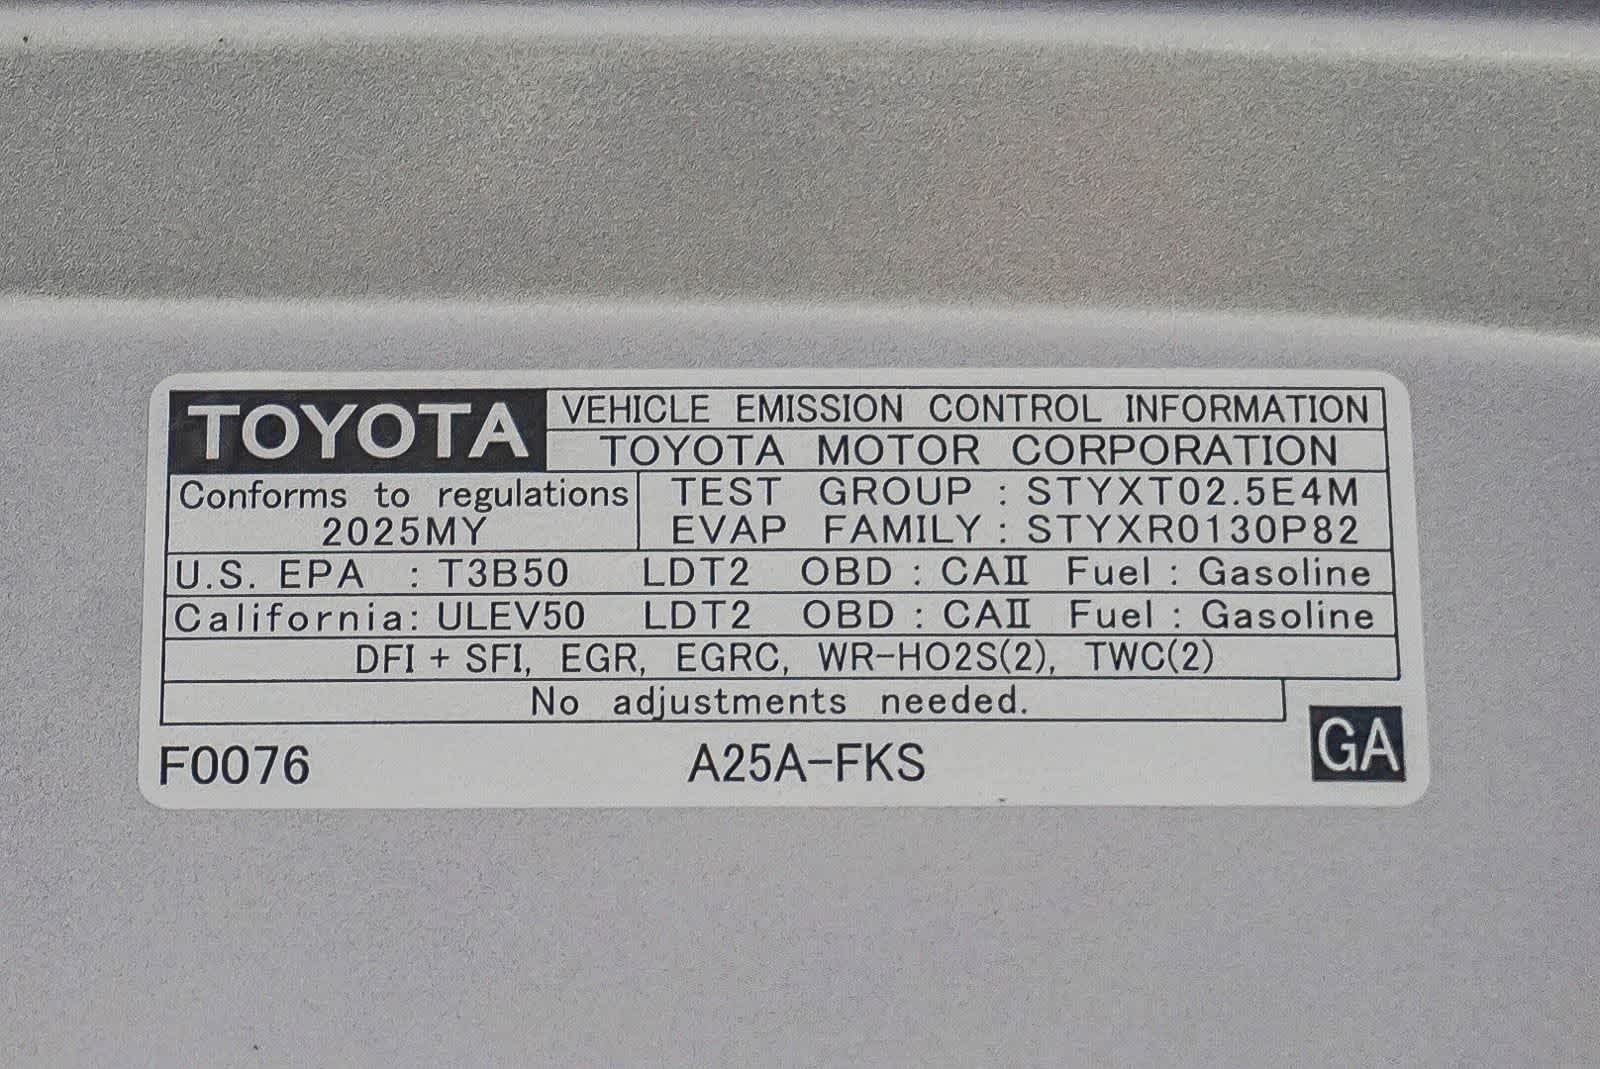 TOYOTA VEHICLE EMISSION CONTROL INFORMATION
TOYOTA MOTOR CORPORATION
Conforms to regulations
2025MY
TEST GROUP : STYXT02.5E4M
EVAP FAMILY : STYXR0130P82
U.S. EPA : T3B50 LDT2 OBD : CAⅡ Fuel : Gasoline
California: ULEV50 LDT2 OBD : CAⅡ Fuel : Gasoline
DFI + SFI, EGR, EGRC, WR-HO2S(2), TWC(2)
No adjustments needed.
F0076 A25A-FKS GA